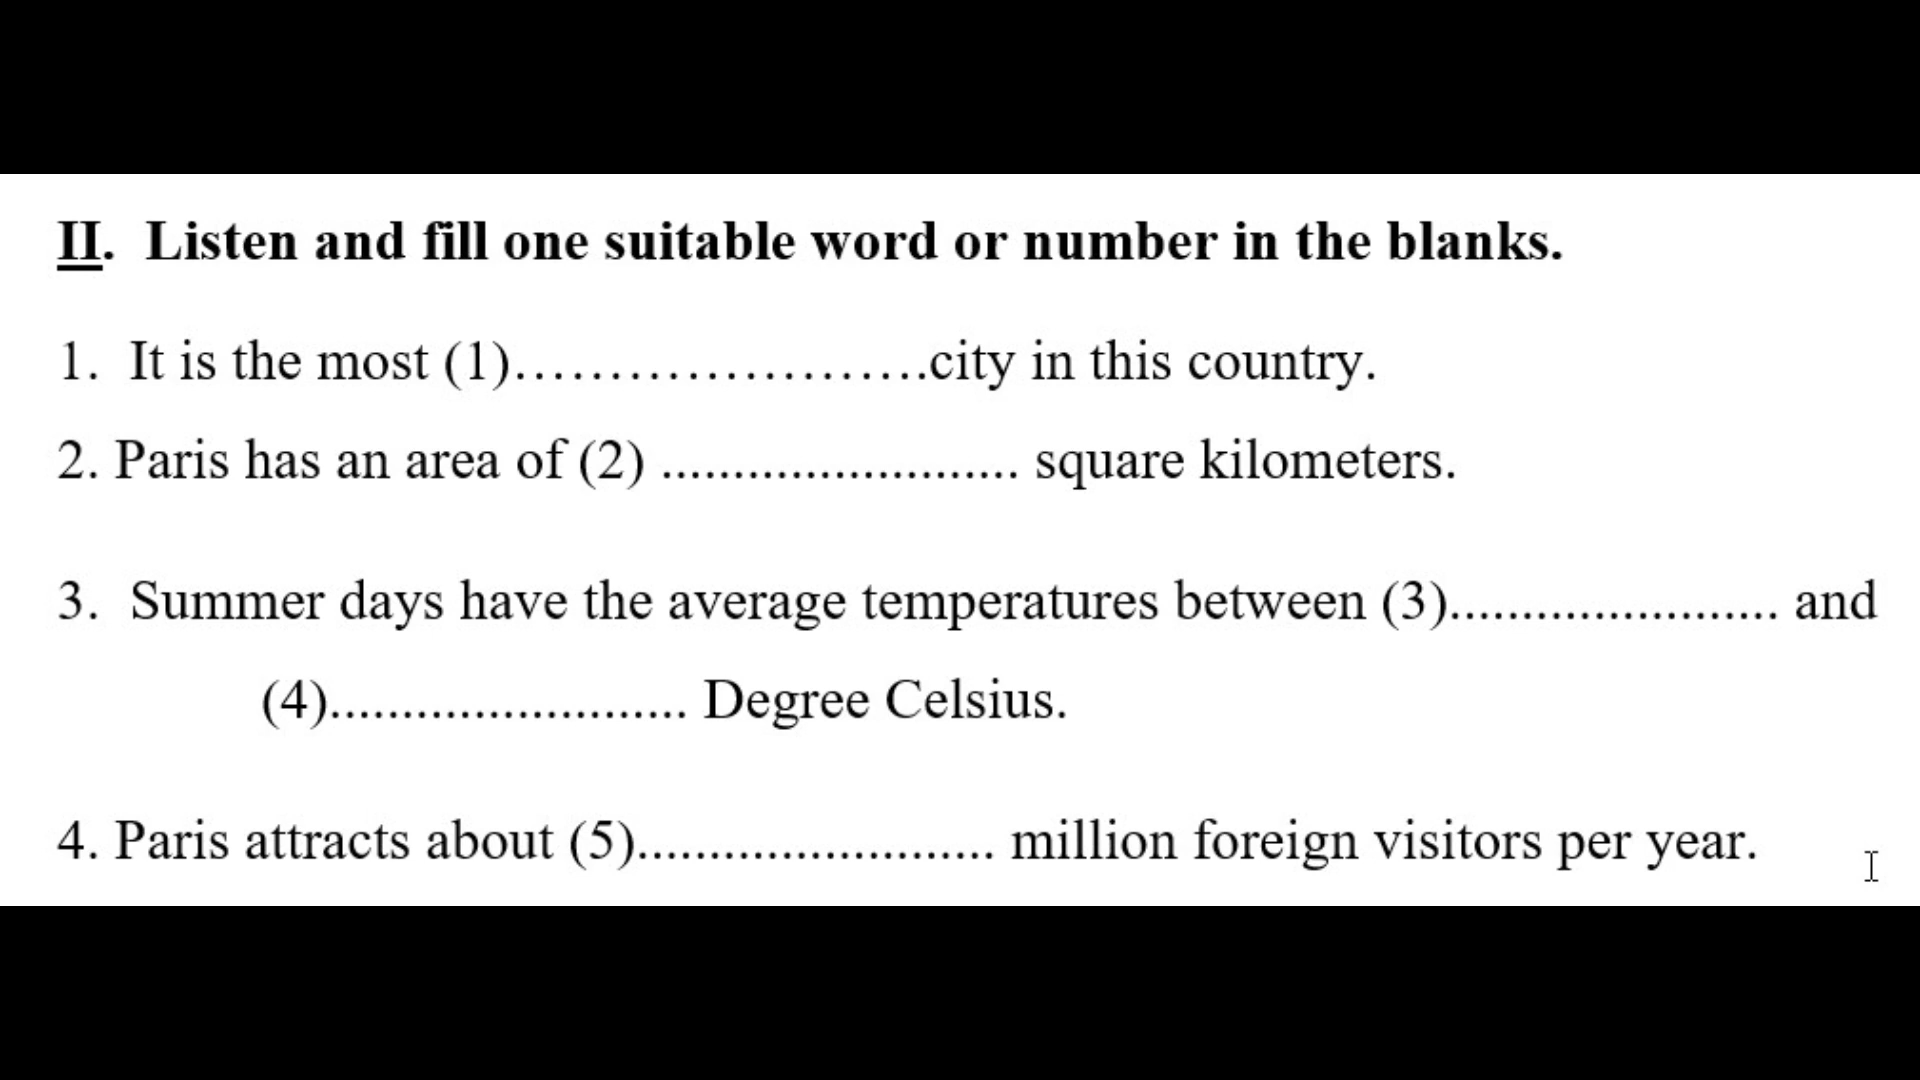 II. Listen and fill one suitable word or number in the blanks.
1. It is the most (1)…………………….city in this country.
2. Paris has an area of (2) ......................... square kilometers.
3. Summer days have the average temperatures between (3)....................... and
(4)......................... Degree Celsius.
4. Paris attracts about (5)......................... million foreign visitors per year.